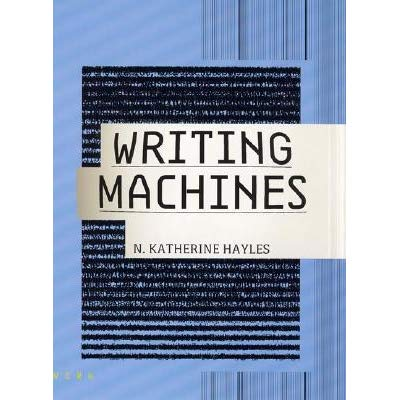 WRITING
MACHINES
N. KATHERINE HAYLES